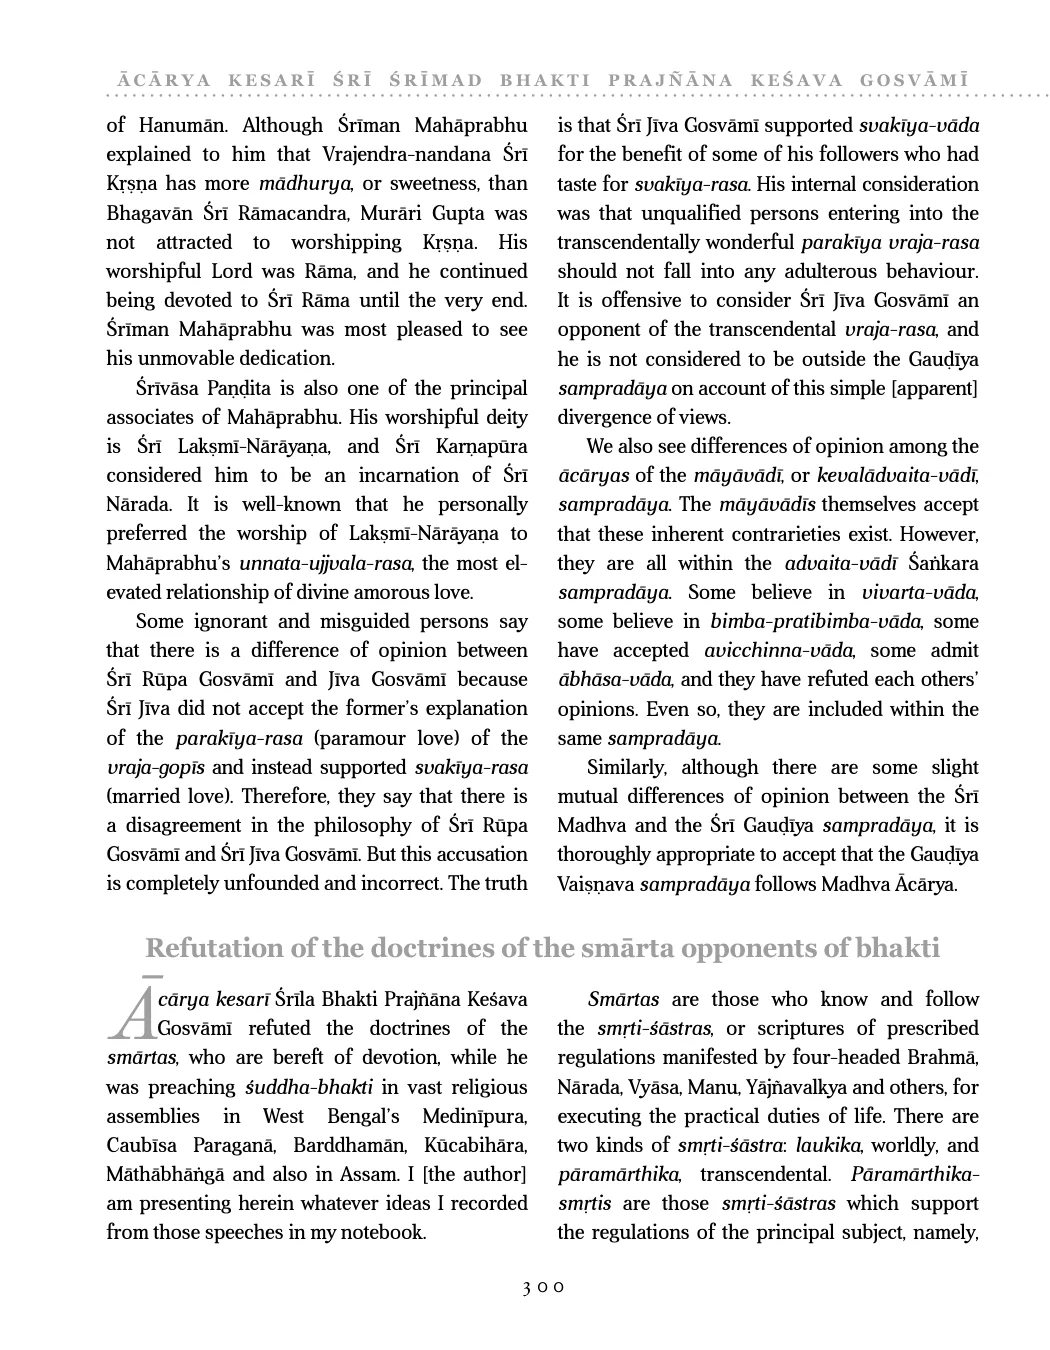 ĀCĀRYA KESARĪ ŚRĪ ŚRĪMAD BHAKTI PRAJÑĀNA KEŚAVA GOSVĀMĪ
of Hanumān. Although Śrīman Mahāprabhu
explained to him that Vrajendra-nandana Śrī
Kṛṣṇa has more mādhurya, or sweetness, than
Bhagavān Śrī Rāmacandra, Murāri Gupta was
not attracted to worshipping Kṛṣṇa. His
worshipful Lord was Rāma, and he continued
being devoted to Śrī Rāma until the very end.
Śrīman Mahāprabhu was most pleased to see
his unmovable dedication.
Śrīvāsa Paṇḍita is also one of the principal
associates of Mahāprabhu. His worshipful deity
is Śrī Lakṣmī-Nārāyaṇa, and Śrī Karṇapūra
considered him to be an incarnation of Śrī
Nārada. It is well-known that he personally
preferred the worship of Lakṣmī-Nārāyaṇa to
Mahāprabhu's unnata-ujjvala-rasa, the most el-
evated relationship of divine amorous love.
Some ignorant and misguided persons say
that there is a difference of opinion between
Śrī Rūpa Gosvāmī and Jīva Gosvāmī because
Śrī Jīva did not accept the former's explanation
of the parakīya-rasa (paramour love) of the
vraja-gopīs and instead supported svakīya-rasa
(married love). Therefore, they say that there is
a disagreement in the philosophy of Śrī Rūpa
Gosvāmī and Śrī Jīva Gosvāmī. But this accusation
is completely unfounded and incorrect. The truth
is that Śrī Jīva Gosvāmī supported svakīya-vāda
for the benefit of some of his followers who had
taste for svakīya-rasa. His internal consideration
was that unqualified persons entering into the
transcendentally wonderful parakīya vraja-rasa
should not fall into any adulterous behaviour.
It is offensive to consider Śrī Jīva Gosvāmī an
opponent of the transcendental vraja-rasa, and
he is not considered to be outside the Gauḍīya
sampradāya on account of this simple [apparent]
divergence of views.
We also see differences of opinion among the
ācāryas of the māyāvādī, or kevalādvaita-vādī,
sampradāya. The māyāvādīs themselves accept
that these inherent contrarieties exist. However,
they are all within the advaita-vādī Śaṅkara
sampradāya. Some believe in vivarta-vāda,
some believe in bimba-pratibimba-vāda, some
have accepted avicchinna-vāda, some admit
ābhāsa-vāda, and they have refuted each others'
opinions. Even so, they are included within the
same sampradāya.
Similarly, although there are some slight
mutual differences of opinion between the Śrī
Madhva and the Śrī Gauḍīya sampradāya, it is
thoroughly appropriate to accept that the Gauḍīya
Vaiṣṇava sampradāya follows Madhva Ācārya.
Refutation of the doctrines of the smārta opponents of bhakti
Ācārya kesarī Śrīla Bhakti Prajñāna Keśava
Gosvāmī refuted the doctrines of the
smārtas, who are bereft of devotion, while he
was preaching śuddha-bhakti in vast religious
assemblies in West Bengal's Medinīpura,
Caubīsa Paraganā, Barddhamān, Kūcabihāra,
Māthābhāṅgā and also in Assam. I [the author]
am presenting herein whatever ideas I recorded
from those speeches in my notebook.
Smārtas are those who know and follow
the smṛti-śāstras, or scriptures of prescribed
regulations manifested by four-headed Brahmā,
Nārada, Vyāsa, Manu, Yājñavalkya and others, for
executing the practical duties of life. There are
two kinds of smṛti-śāstra: laukika, worldly, and
pāramārthika, transcendental. Pāramārthika-
smṛtis are those smṛti-śāstras which support
the regulations of the principal subject, namely,
300